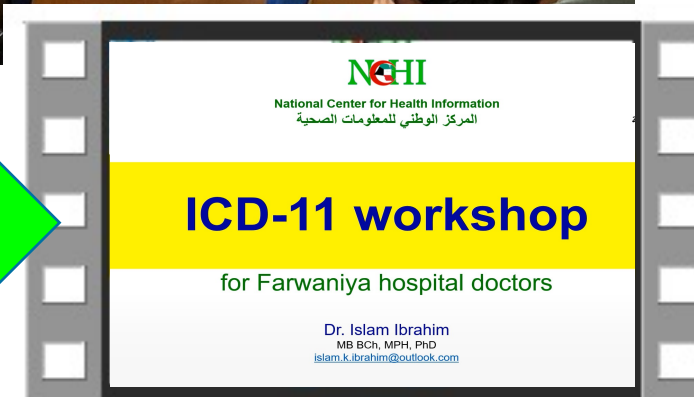 NCHI
National Center for Health Information
المركز الوطني للمعلومات الصحية
ICD-11 workshop
for Farwaniya hospital doctors
Dr. Islam Ibrahim
MB BCh, MPH, PhD
islam.k.ibrahim@outlook.com